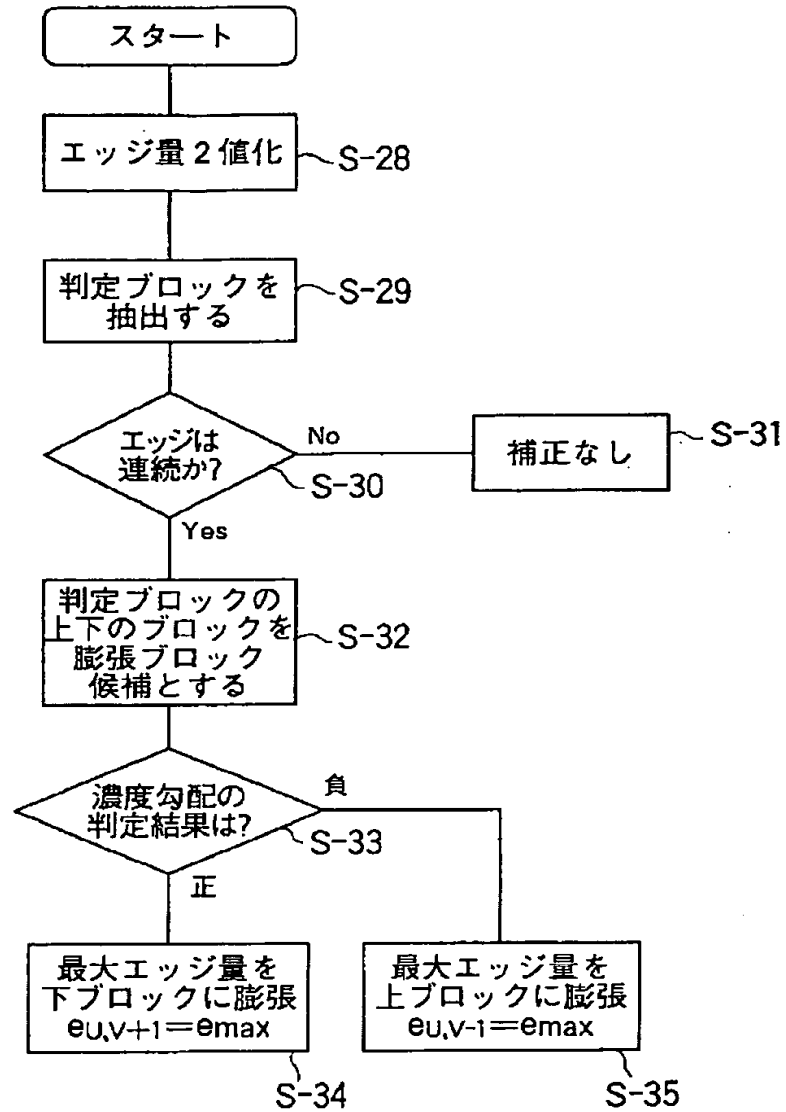 スタート
エッジ量2値化
S-28
判定ブロックを
抽出する
S-29
エッジは
連続か?
S-30
No
補正なし
S-31
Yes
判定ブロックの
上下のブロックを
膨張ブロック
候補とする
S-32
濃度勾配の
判定結果は?
S-33
負
正
最大エッジ量を
下ブロックに膨張
eU,V+1=emax
S-34
最大エッジ量を
上ブロックに膨張
eU,V-1=emax
S-35